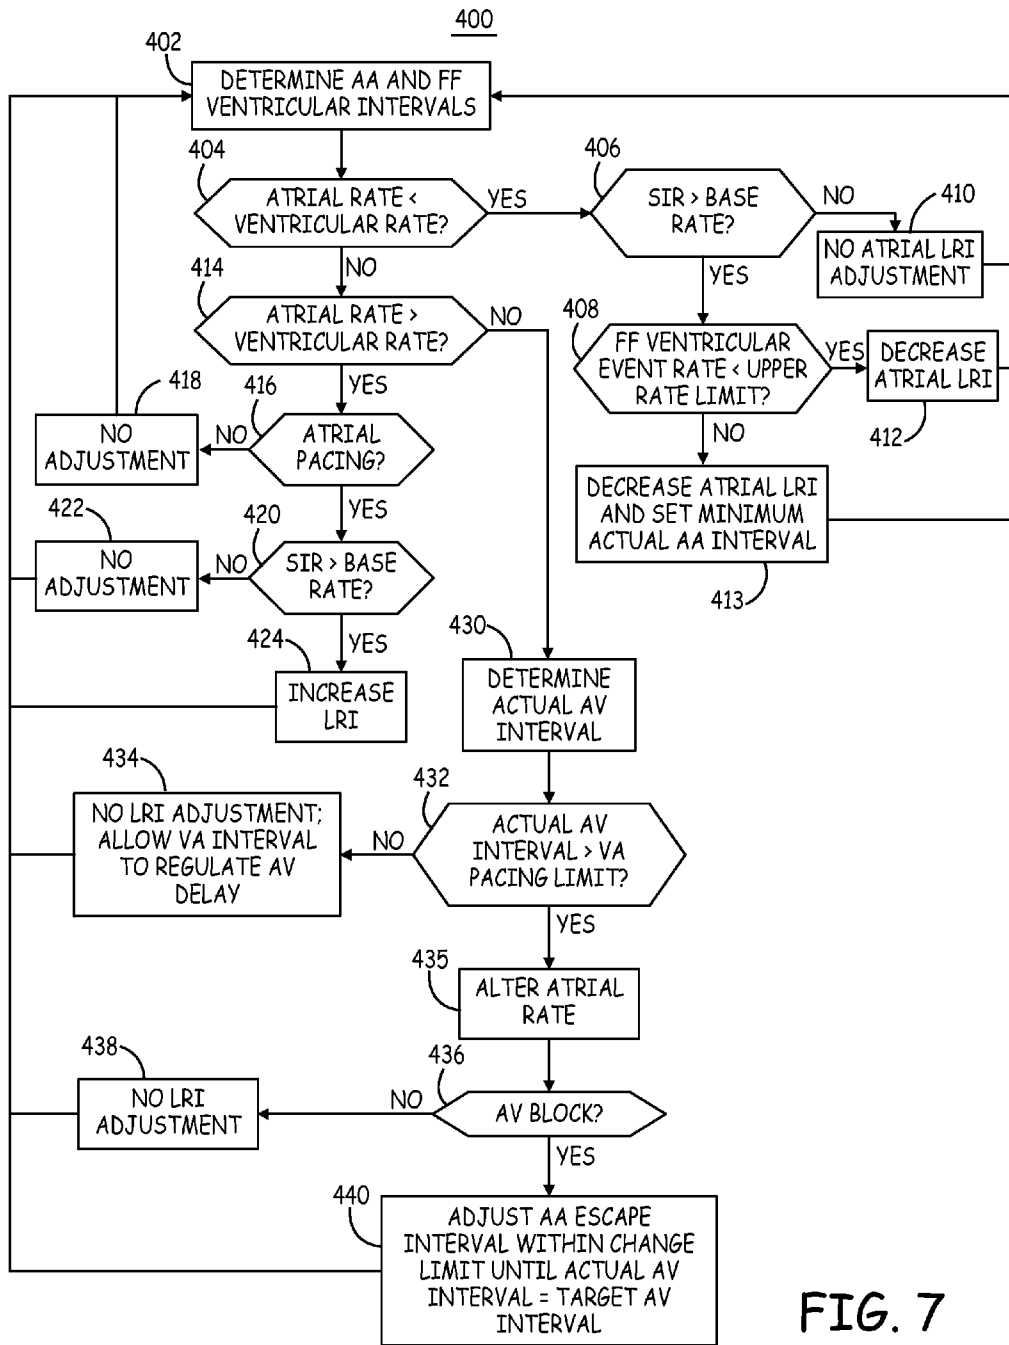 400
402
DETERMINE AA AND FF
VENTRICULAR INTERVALS
404
ATRIAL RATE <
VENTRICULAR RATE?
YES
406
SIR > BASE
RATE?
NO
410
NO ATRIAL LRI
ADJUSTMENT
NO
YES
414
ATRIAL RATE >
VENTRICULAR RATE?
NO
408
FF VENTRICULAR
EVENT RATE < UPPER
RATE LIMIT?
YES
DECREASE
ATRIAL LRI
412
YES
418
NO
ADJUSTMENT
NO
416
ATRIAL
PACING?
NO
DECREASE ATRIAL LRI
AND SET MINIMUM
ACTUAL AA INTERVAL
413
YES
422
NO
ADJUSTMENT
NO
420
SIR > BASE
RATE?
YES
424
INCREASE
LRI
430
DETERMINE
ACTUAL AV
INTERVAL
434
NO LRI ADJUSTMENT;
ALLOW VA INTERVAL
TO REGULATE AV
DELAY
NO
432
ACTUAL AV
INTERVAL > VA
PACING LIMIT?
YES
435
ALTER ATRIAL
RATE
438
NO LRI
ADJUSTMENT
NO
436
AV BLOCK?
YES
440
ADJUST AA ESCAPE
INTERVAL WITHIN CHANGE
LIMIT UNTIL ACTUAL AV
INTERVAL = TARGET AV
INTERVAL
FIG. 7